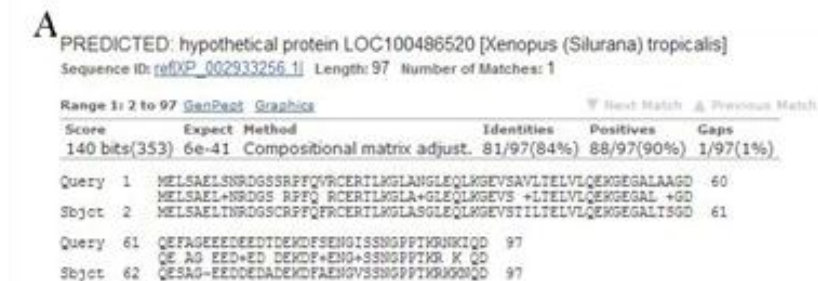 A
PREDICTED: hypothetical protein LOC100486520 [Xenopus (Silurana) tropicalis]
Sequence ID: ref|XP_002933256.1| Length: 97 Number of Matches: 1
Range 1: 2 to 97 GenPept Graphics ▼ Next Match ▲ Previous Match
Score Expect Method Identities Positives Gaps
140 bits(353) 6e-41 Compositional matrix adjust. 81/97(84%) 88/97(90%) 1/97(1%)
Query 1 MELSAELSNRDGSSRPFQVRCERTLKGLANGLEQLKGEVSAVLTELVLQEKGEGALAAGD 60
MELSAEL+NRDGS RPFQ RCERTLKGLA+GLEQLKGEVS +LTELVLQEKGEGAL +GD
Sbjct 2 MELSAELTNRDGSCRPFQFRCERTLKGLASGLEQLKGEVSTILTELVLQEKGEGALTSGD 61
Query 61 QEFAGEEEDEEDTDEKDFSENGISSNGPPTKRNKIQD 97
QE AG EED+ED DEKDF+ENG+SSNGPPTKR K QD
Sbjct 62 QESAG-EEDDEDADEKDFAENGVSSNGPPTKRKKNQD 97